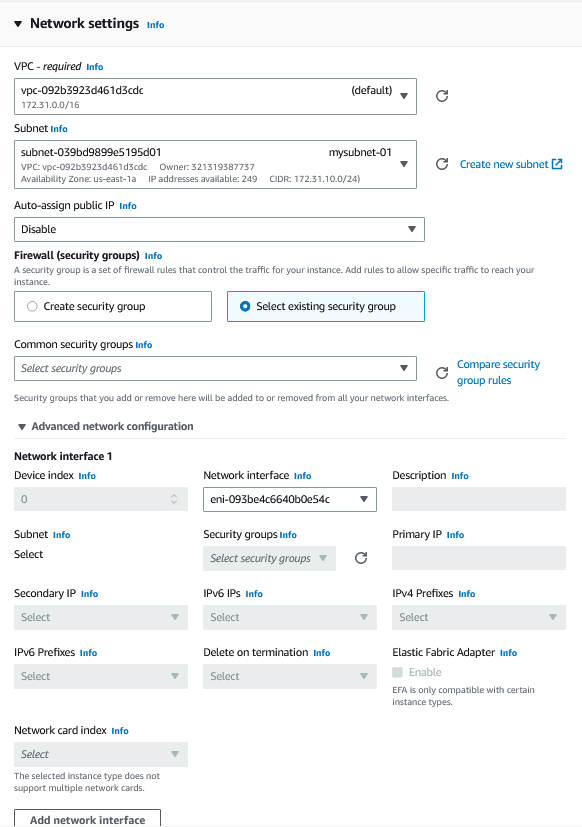 Network settings Info
VPC - required Info
vpc-092b3923d461d3cdc (default)
172.31.0.0/16
Subnet Info
subnet-039bd9899e5195d01 mysubnet-01
VPC: vpc-092b3923d461d3cdc Owner: 321319387737
Availability Zone: us-east-1a IP addresses available: 249 CIDR: 172.31.10.0/24)
Create new subnet
Auto-assign public IP Info
Disable
Firewall (security groups) Info
A security group is a set of firewall rules that control the traffic for your instance. Add rules to allow specific traffic to reach your
instance.
Create security group Select existing security group
Common security groups Info
Select security groups
Compare security
group rules
Security groups that you add or remove here will be added to or removed from all your network interfaces.
Advanced network configuration
Network interface 1
Device index Info Network interface Info Description Info
0 eni-093be4c6640b0e54c
Subnet Info Security groups Info Primary IP Info
Select Select security groups
Secondary IP Info IPv6 IPs Info IPv4 Prefixes Info
Select Select Select
IPv6 Prefixes Info Delete on termination Info Elastic Fabric Adapter Info
Select Select Enable
EFA is only compatible with certain
instance types.
Network card index Info
Select
The selected instance type does not
support multiple network cards.
Add network interface